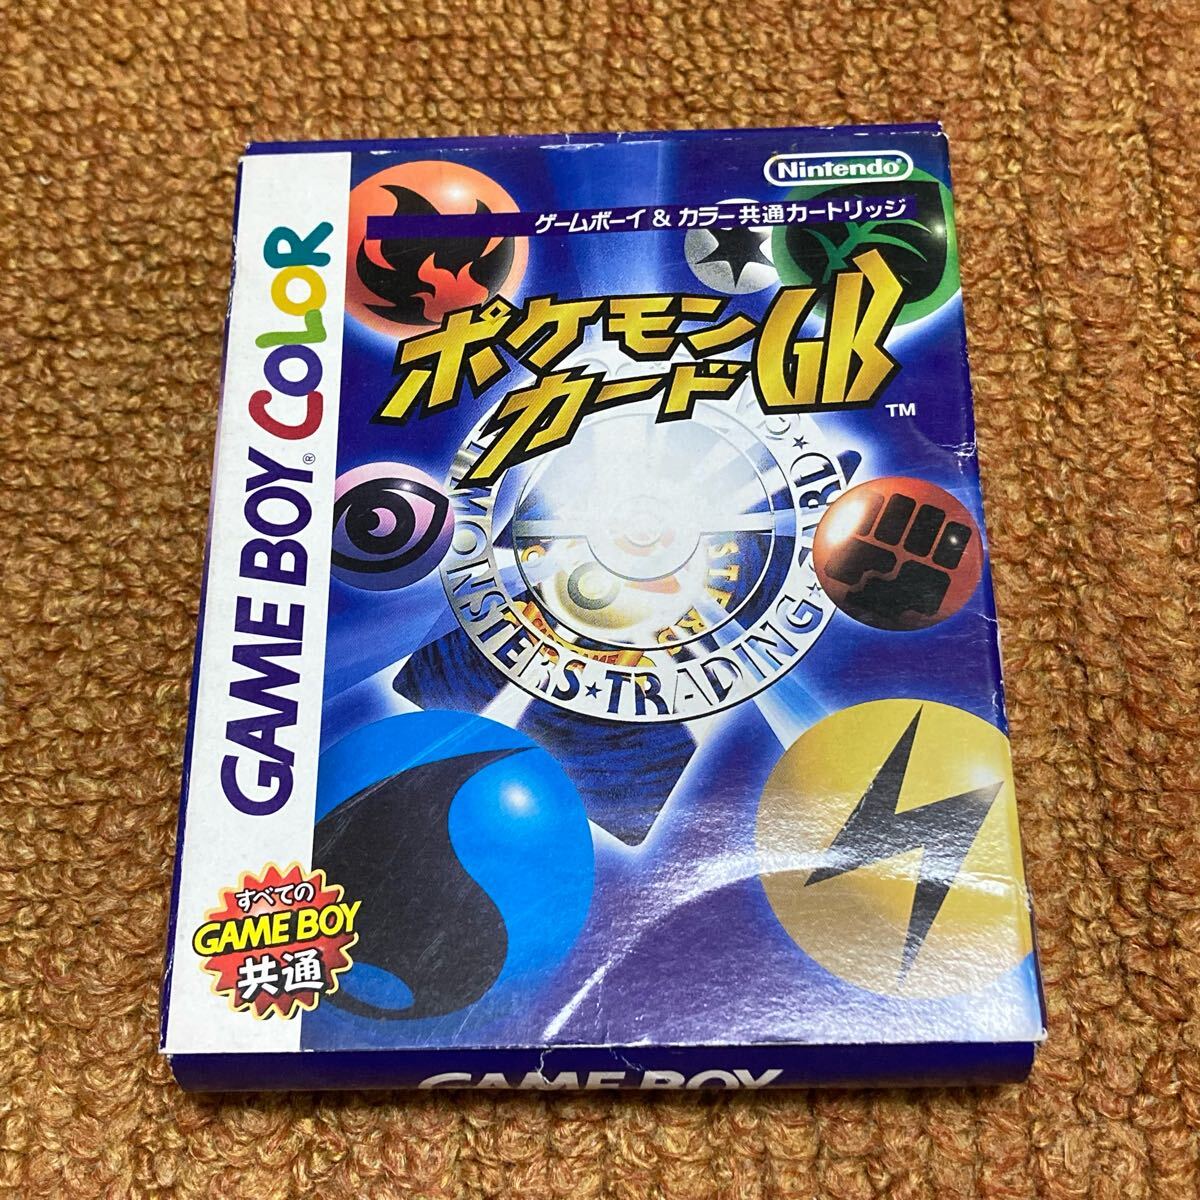 Nintendo®
ゲームボーイ & カラー共通カートリッジ
ポケモン
カードGB
TM
GAME BOY® COLOR
MONSTERS★TRADING★CARD
STARS
すべての
GAME BOY
共通
GAME BOY